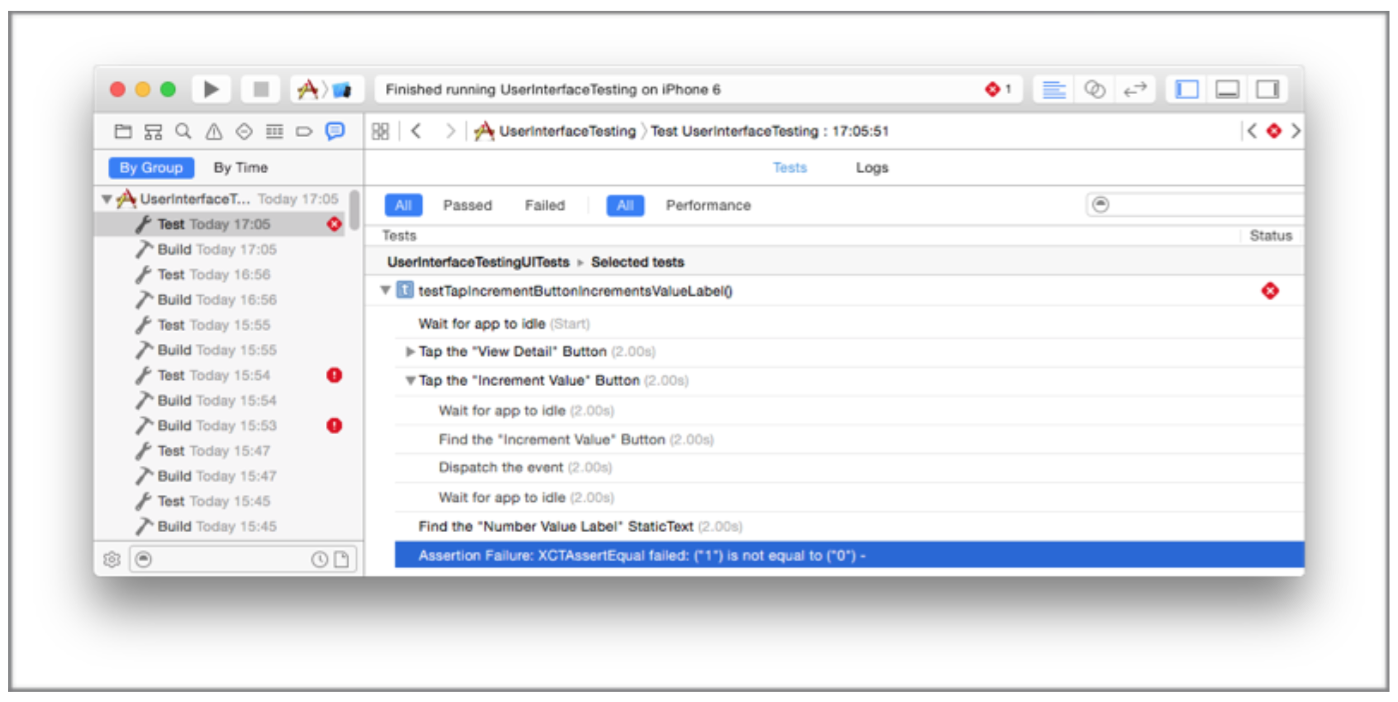 Finished running UserInterfaceTesting on iPhone 6
1
UserInterfaceTesting 〉Test UserInterfaceTesting : 17:05:51
By Group By Time
Tests Logs
UserInterfaceT... Today 17:05
Test Today 17:05
Build Today 17:05
Test Today 16:56
Build Today 16:56
Test Today 15:55
Build Today 15:55
Test Today 15:54
Build Today 15:54
Build Today 15:53
Test Today 15:47
Build Today 15:47
Test Today 15:45
Build Today 15:45
All Passed Failed All Performance
Tests Status
UserInterfaceTestingUITests ▸ Selected tests
t testTapIncrementButtonIncrementsValueLabel()
Wait for app to idle (Start)
Tap the "View Detail" Button (2.00s)
Tap the "Increment Value" Button (2.00s)
Wait for app to idle (2.00s)
Find the "Increment Value" Button (2.00s)
Dispatch the event (2.00s)
Wait for app to idle (2.00s)
Find the "Number Value Label" StaticText (2.00s)
Assertion Failure: XCTAssertEqual failed: ("1") is not equal to ("0") -